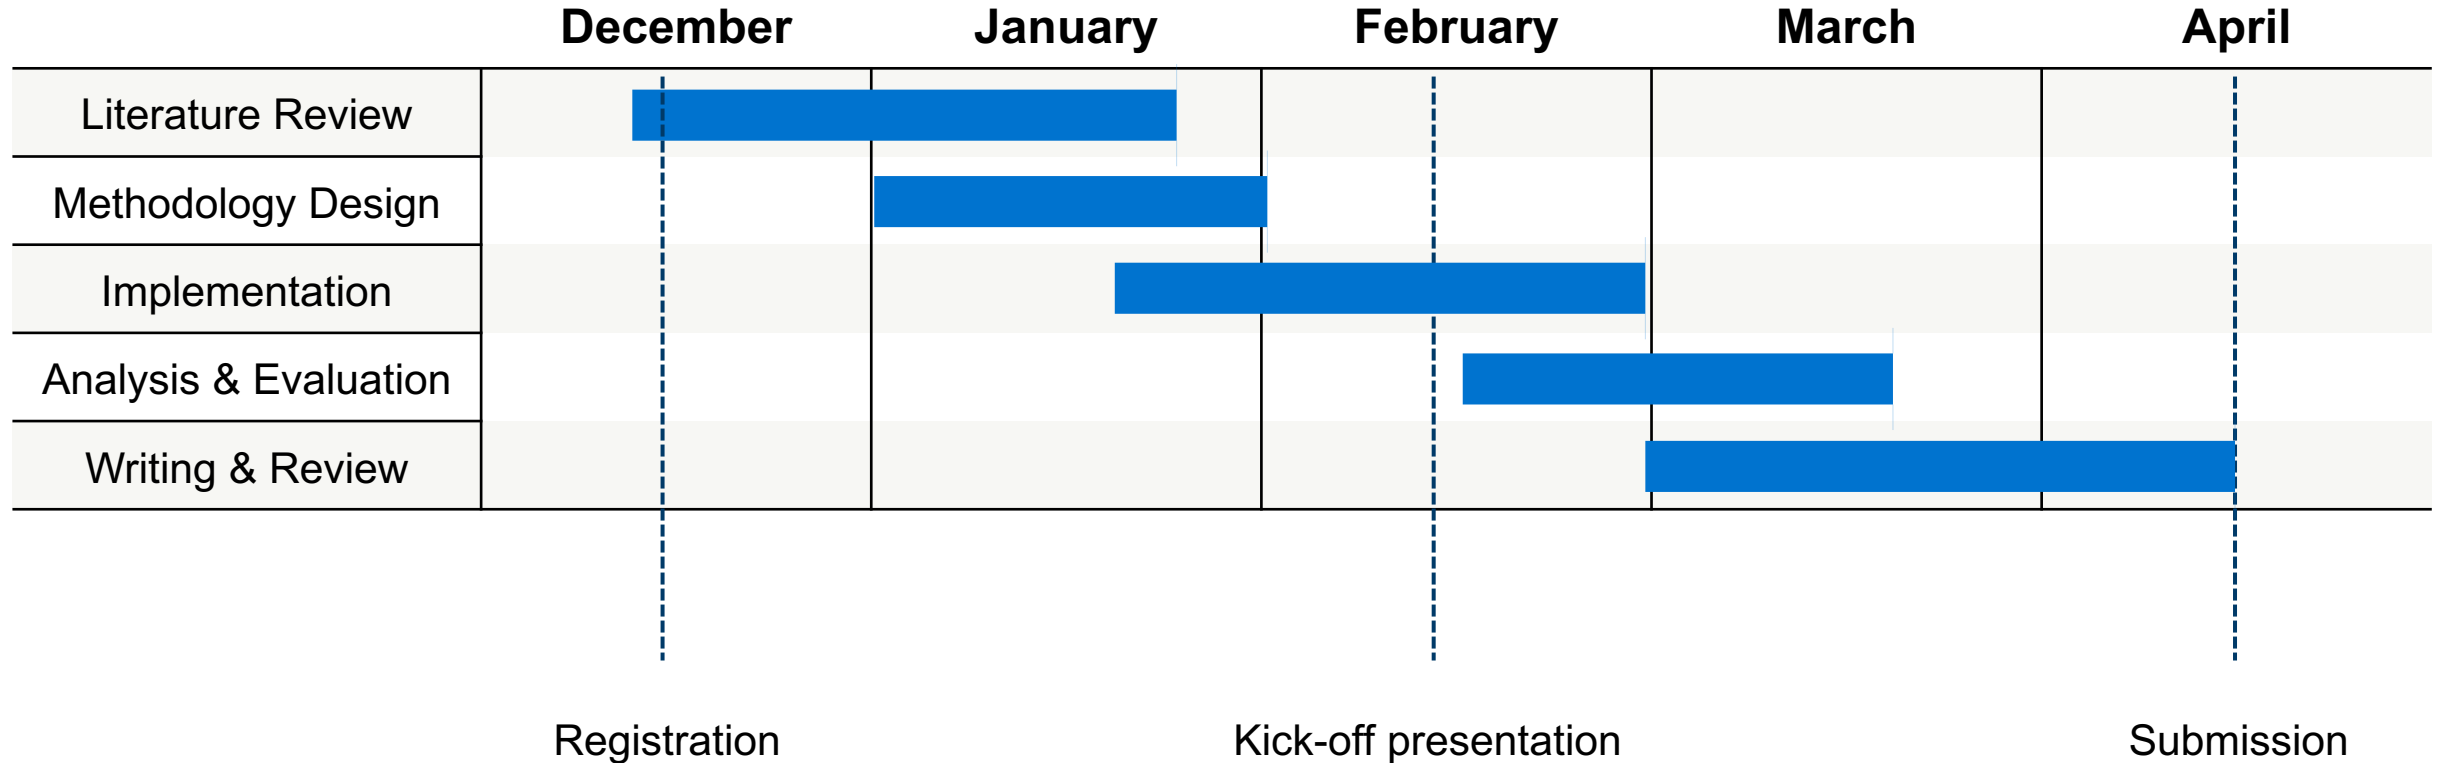 December January February March April
Literature Review
Methodology Design
Implementation
Analysis & Evaluation
Writing & Review
Registration Kick-off presentation Submission